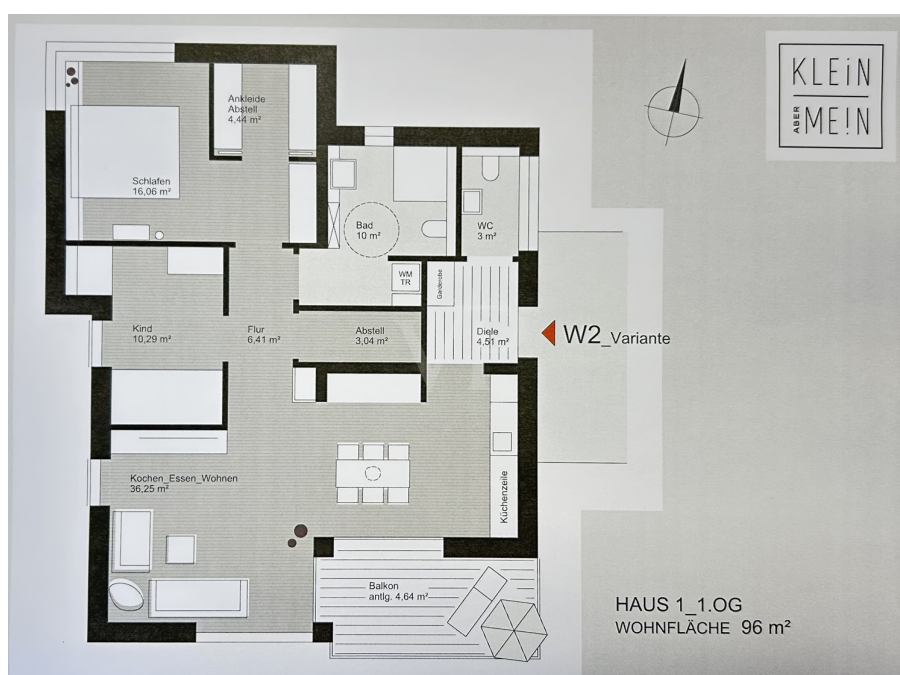 KLEiN
ABER
ME!N
Ankleide
Abstell
4,44 m²
Schlafen
16,06 m²
Bad
10 m²
WC
3 m²
WM
TR
Garderobe
Kind
10,29 m²
Flur
6,41 m²
Abstell
3,04 m²
Diele
4,51 m²
W2_Variante
Kochen_Essen_Wohnen
36,25 m²
Küchenzeile
Balkon
antlg. 4,64 m²
HAUS 1_1.OG
WOHNFLÄCHE 96 m²